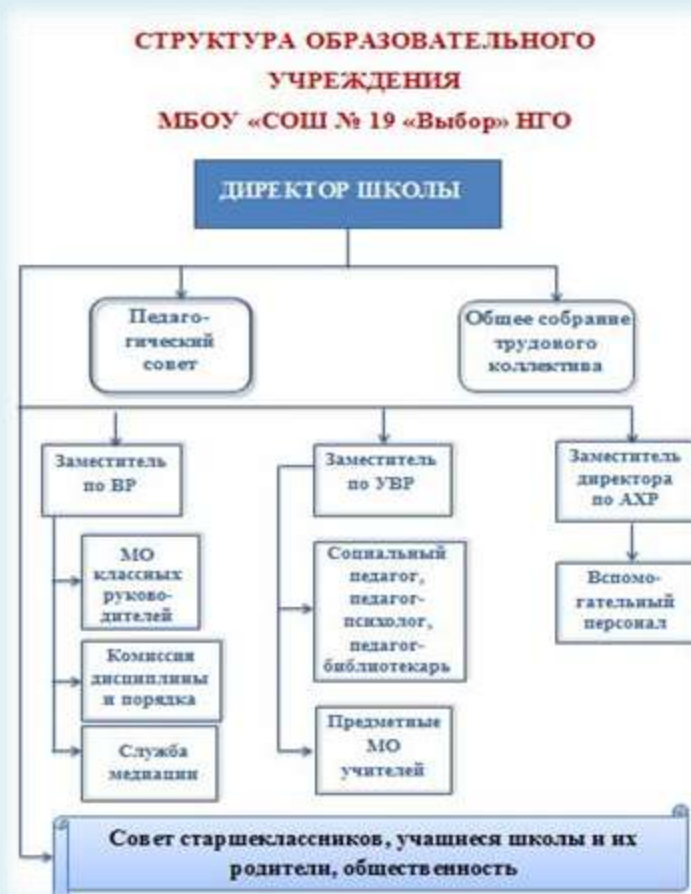 СТРУКТУРА ОБРАЗОВАТЕЛЬНОГО
УЧРЕЖДЕНИЯ
МБОУ «СОШ № 19 «Выбор» НГО
ДИРЕКТОР ШКОЛЫ
Педаго-
гический
совет
Общее собрание
трудового
коллектива
Заместитель
по ВР
Заместитель
по УВР
Заместитель
директора
по АХР
МО
классных
руково-
дителей
Комиссия
дисциплины
и порядка
Служба
медиации
Социальный
педагог,
педагог-
психолог,
педагог-
библиотекарь
Предметные
МО
учителей
Вспомо-
гательный
персонал
Совет старшеклассников, учащиеся школы и их
родители, общественность